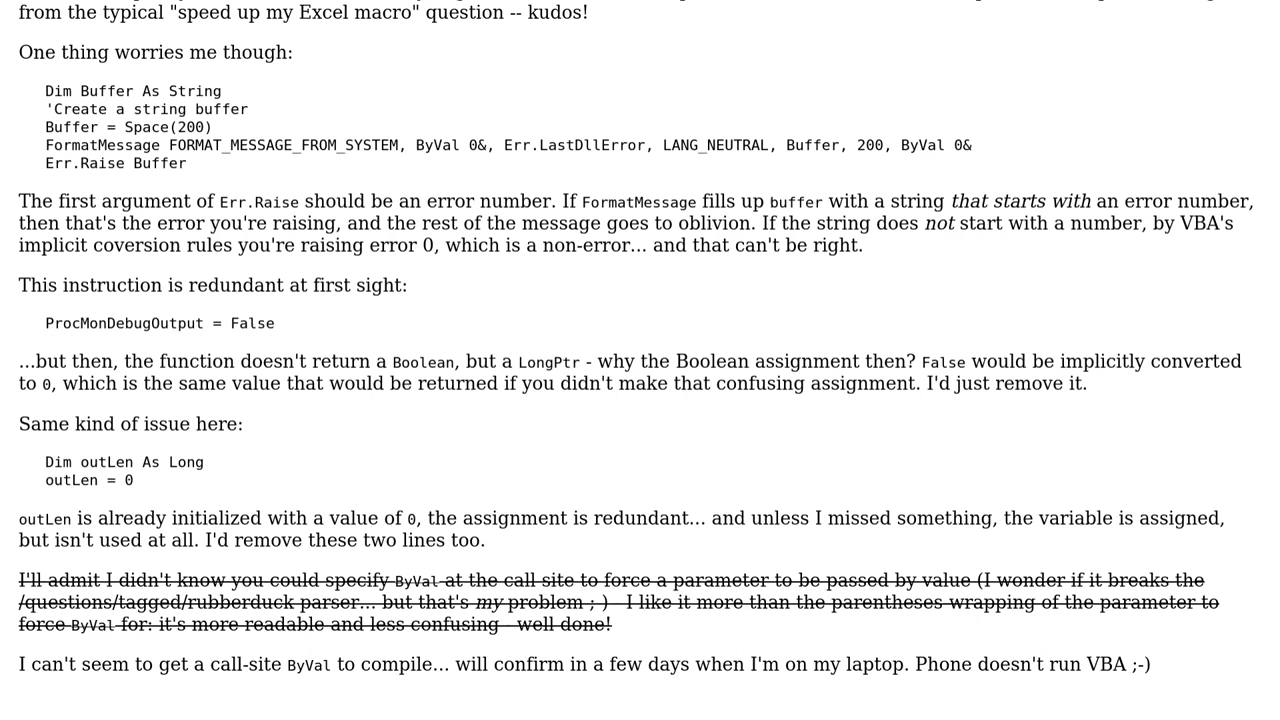 from the typical "speed up my Excel macro" question -- kudos!
One thing worries me though:
Dim Buffer As String
'Create a string buffer
Buffer = Space(200)
FormatMessage FORMAT_MESSAGE_FROM_SYSTEM, ByVal 0&, Err.LastDllError, LANG_NEUTRAL, Buffer, 200, ByVal 0&
Err.Raise Buffer
The first argument of Err.Raise should be an error number. If FormatMessage fills up buffer with a string that starts with an error number,
then that's the error you're raising, and the rest of the message goes to oblivion. If the string does not start with a number, by VBA's
implicit coversion rules you're raising error 0, which is a non-error... and that can't be right.
This instruction is redundant at first sight:
ProcMonDebugOutput = False
...but then, the function doesn't return a Boolean, but a LongPtr - why the Boolean assignment then? False would be implicitly converted
to 0, which is the same value that would be returned if you didn't make that confusing assignment. I'd just remove it.
Same kind of issue here:
Dim outLen As Long
outLen = 0
outLen is already initialized with a value of 0, the assignment is redundant... and unless I missed something, the variable is assigned,
but isn't used at all. I'd remove these two lines too.
I'll admit I didn't know you could specify ByVal at the call site to force a parameter to be passed by value (I wonder if it breaks the
/questions/tagged/rubberduck parser... but that's my problem ; ) - I like it more than the parentheses wrapping of the parameter to
force ByVal for: it's more readable and less confusing - well done!
I can't seem to get a call-site ByVal to compile... will confirm in a few days when I'm on my laptop. Phone doesn't run VBA ;-)